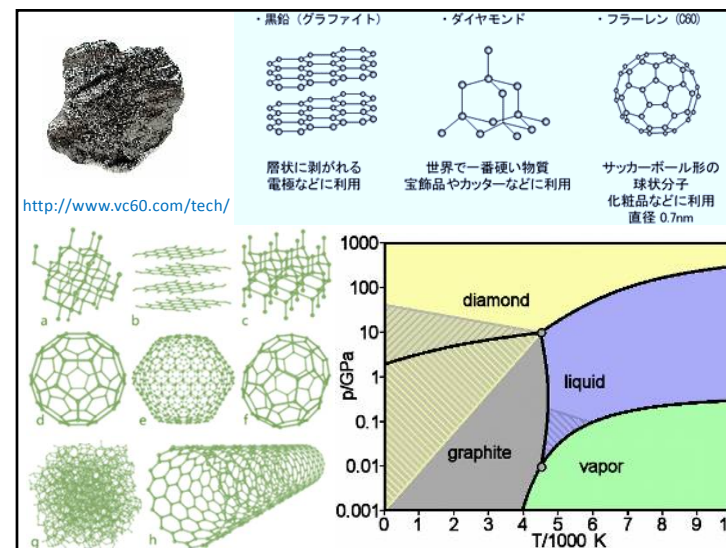 ・黒鉛 (グラファイト)
・ダイヤモンド
・フラーレン (C60)
層状に剥がれる
電極などに利用
世界で一番硬い物質
宝飾品やカッターなどに利用
サッカーボール形の
球状分子
化粧品などに利用
直径 0.7nm
http://www.vc60.com/tech/
a
b
c
d
e
f
g
h
1000
100
10
1
0.1
0.01
0.001
p/GPa
diamond
liquid
graphite
vapor
0 1 2 3 4 5 6 7 8 9 10
T/1000 K